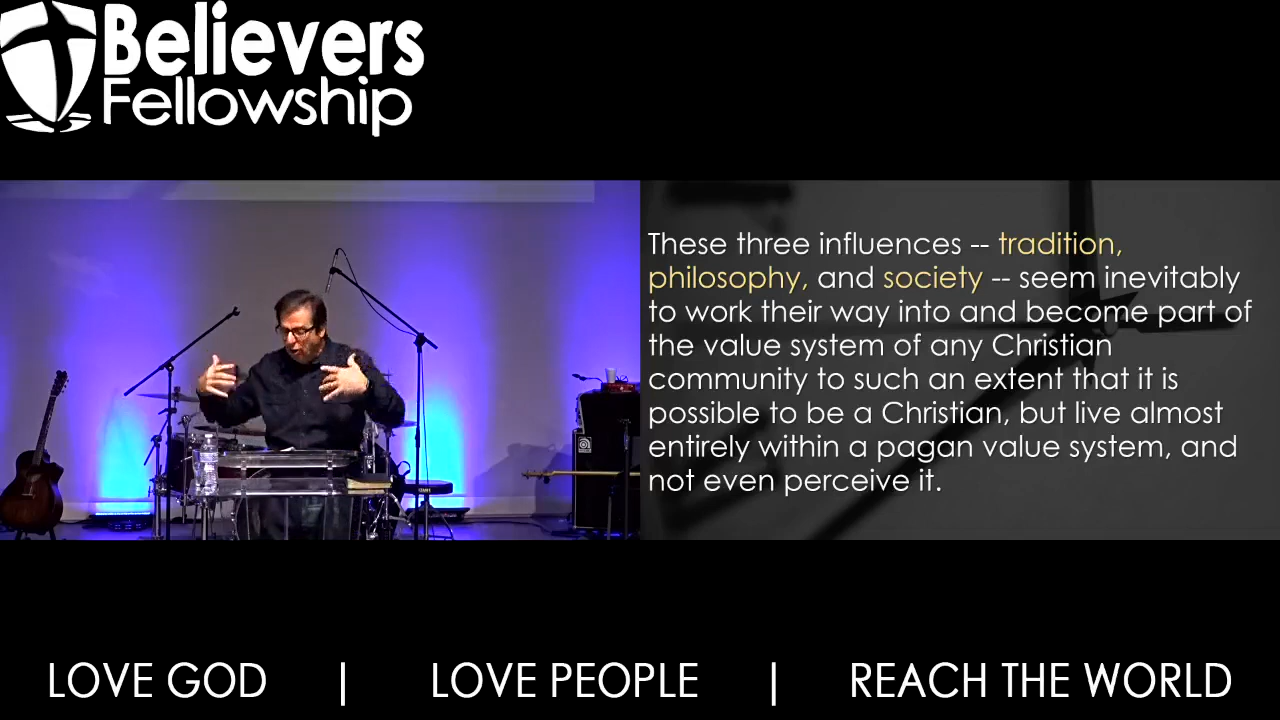 Believers
Fellowship
These three influences -- tradition,
philosophy, and society -- seem inevitably
to work their way into and become part of
the value system of any Christian
community to such an extent that it is
possible to be a Christian, but live almost
entirely within a pagan value system, and
not even perceive it.
LOVE GOD | LOVE PEOPLE | REACH THE WORLD